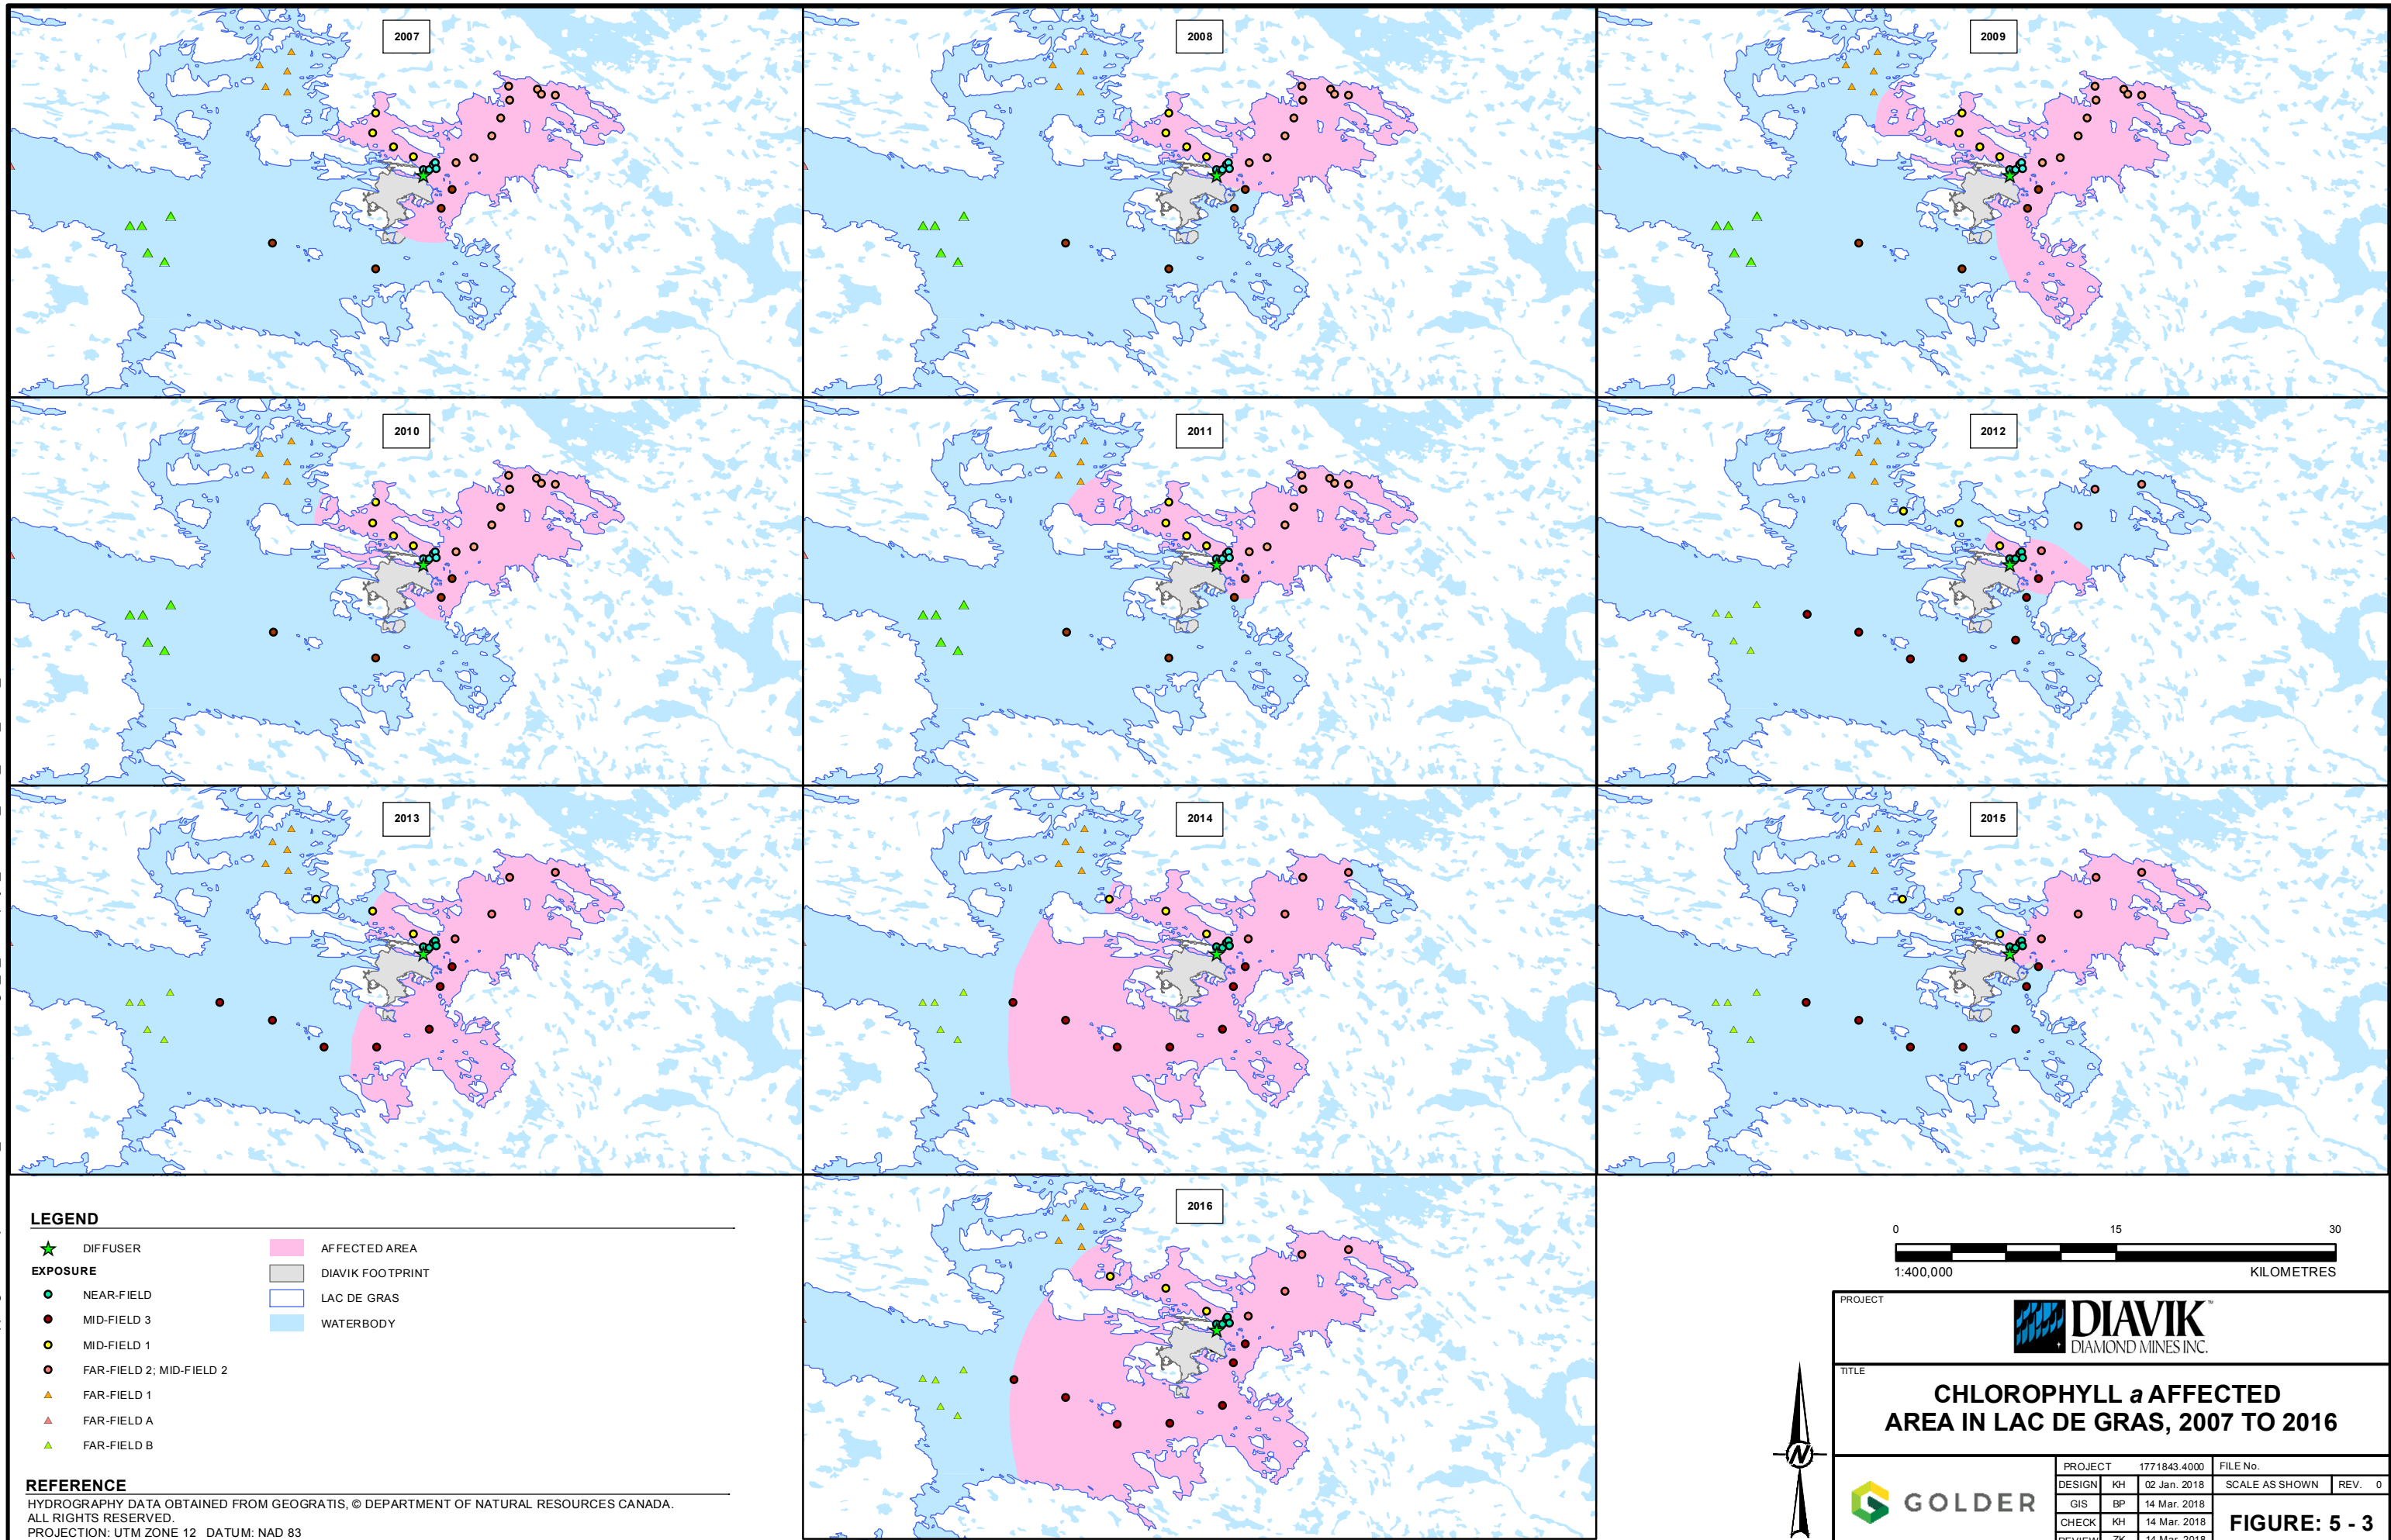 2007
2008
2009
2010
2011
2012
2013
2014
2015
2016
LEGEND
DIFFUSER
EXPOSURE
NEAR-FIELD
MID-FIELD 3
MID-FIELD 1
FAR-FIELD 2; MID-FIELD 2
FAR-FIELD 1
FAR-FIELD A
FAR-FIELD B
AFFECTED AREA
DIAVIK FOOTPRINT
LAC DE GRAS
WATERBODY
REFERENCE
HYDROGRAPHY DATA OBTAINED FROM GEOGRATIS, © DEPARTMENT OF NATURAL RESOURCES CANADA.
ALL RIGHTS RESERVED.
PROJECTION: UTM ZONE 12 DATUM: NAD 83
0 15 30
1:400,000 KILOMETRES
N
PROJECT
DIAVIK™
DIAMOND MINES INC.
TITLE
CHLOROPHYLL a AFFECTED
AREA IN LAC DE GRAS, 2007 TO 2016
GOLDER
PROJECT 1771843.4000 FILE No.
DESIGN KH 02 Jan. 2018 SCALE AS SHOWN REV. 0
GIS BP 14 Mar. 2018
CHECK KH 14 Mar. 2018
REVIEW ZK 14 Mar. 2018
FIGURE: 5 - 3